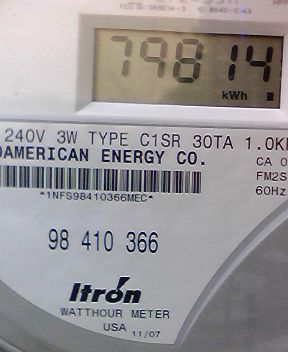 79814
kWh
240V 3W TYPE C1SR 30TA 1.0K
AMERICAN ENERGY CO.
CA 0
FM2S
60Hz
*1NFS98410366MEC*
98 410 366
Itrón
WATTHOUR METER
USA 11/07